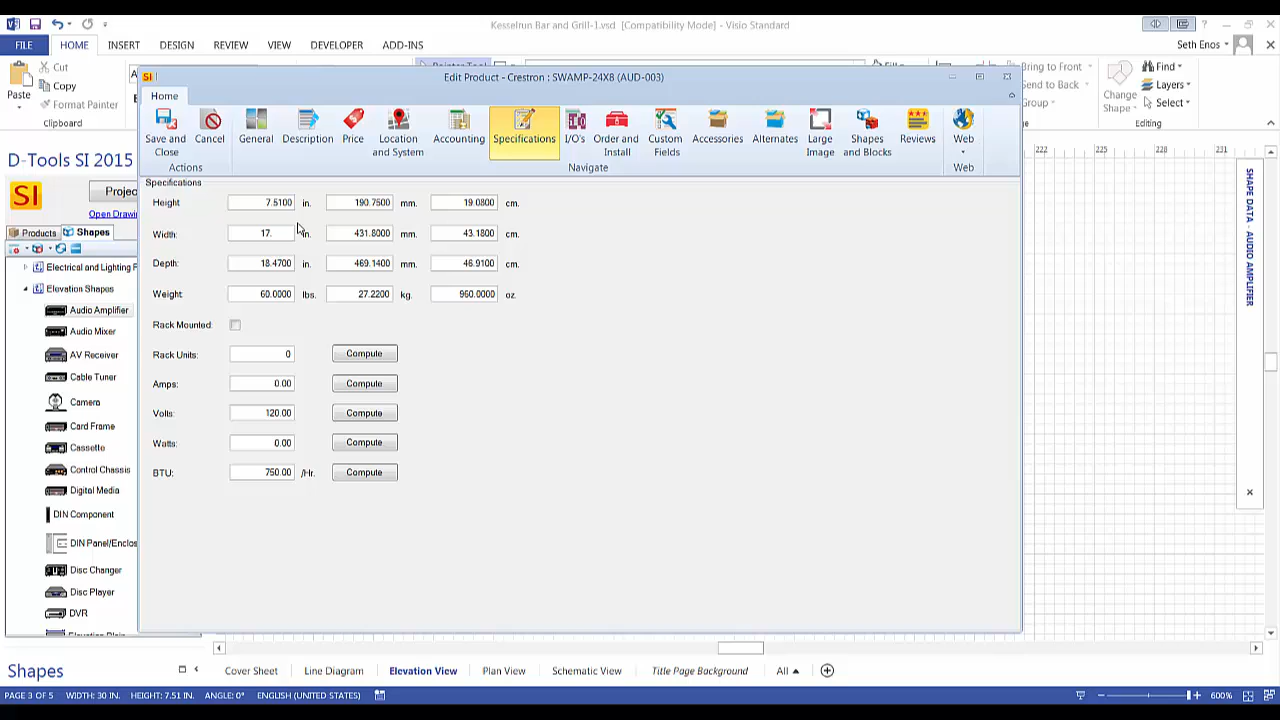 Kesselrun Bar and Grill-1.vsd [Compatibility Mode] - Visio Standard
?
FILE HOME INSERT DESIGN REVIEW VIEW DEVELOPER ADD-INS Seth Enos
Paste Cut Copy Format Painter
Clipboard
Pointer Tool
Bring to Front
Send to Back
Group
Change Shape
Find
Layers
Select
Editing
Edit Product - Crestron : SWAMP-24X8 (AUD-003)
Home
Save and Close Cancel General Description Price Location and System Accounting Specifications I/O's Order and Install Custom Fields Accessories Alternates Large Image Shapes and Blocks Reviews Web
Actions Navigate Web
D-Tools SI 2015
SI Projec
Open Drawin
Products Shapes
Electrical and Lighting F
Elevation Shapes
Audio Amplifier
Audio Mixer
AV Receiver
Cable Tuner
Camera
Card Frame
Cassette
Control Chassis
Digital Media
DIN Component
DIN Panel/Enclos
Disc Changer
Disc Player
DVR
Specifications
Height 7.5100 in. 190.7500 mm. 19.0800 cm.
Width: 17. in. 431.8000 mm. 43.1800 cm.
Depth: 18.4700 in. 469.1400 mm. 46.9100 cm.
Weight: 60.0000 lbs. 27.2200 kg. 960.0000 oz.
Rack Mounted:
Rack Units: 0 Compute
Amps: 0.00 Compute
Volts: 120.00 Compute
Watts: 0.00 Compute
BTU: 750.00 /Hr. Compute
222 225 228 231
SHAPE DATA - AUDIO AMPLIFIER
Shapes
Cover Sheet Line Diagram Elevation View Plan View Schematic View Title Page Background All
PAGE 3 OF 5 WIDTH: 30 IN. HEIGHT: 7.51 IN. ANGLE: 0° ENGLISH (UNITED STATES) 600%